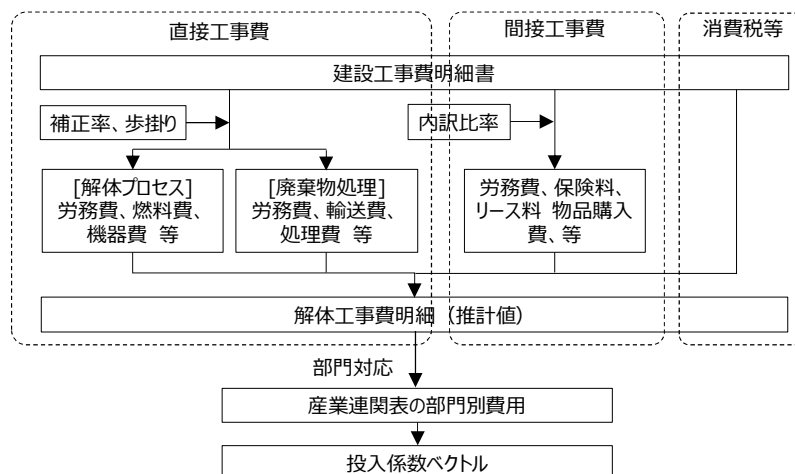 直接工事費
間接工事費
消費税等
建設工事費明細書
補正率、歩掛り
内訳比率
[解体プロセス]
労務費、燃料費、
機器費 等
[廃棄物処理]
労務費、輸送費、
処理費 等
労務費、保険料、
リース料 物品購入
費、等
解体工事費明細（推計値）
部門対応
産業連関表の部門別費用
投入係数ベクトル